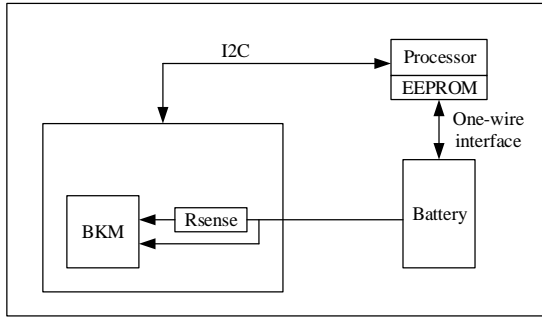 I2C
Processor
EEPROM
One-wire
interface
Rsense
BKM
Battery